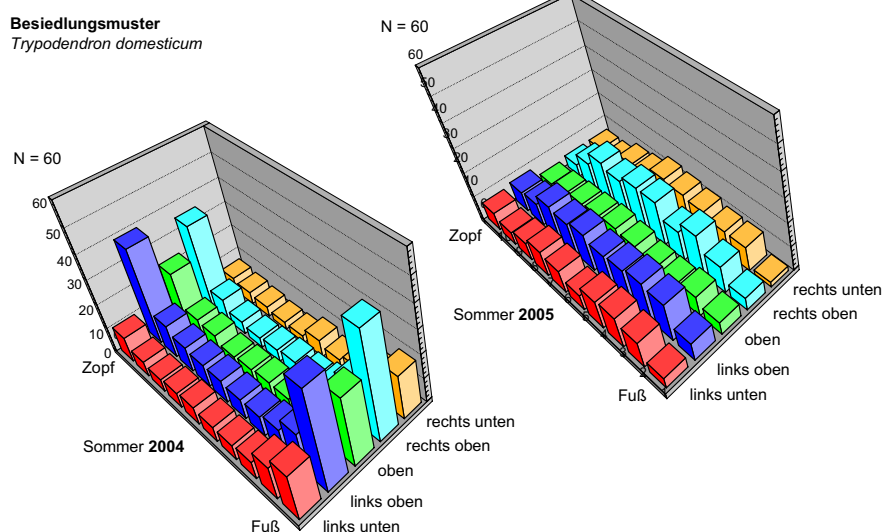 Besiedlungsmuster
Trypodendron domesticum
N = 60
60
50
40
30
20
10
0
Zopf
Sommer 2004
Fuß
rechts unten
rechts oben
oben
links oben
links unten
N = 60
60
50
40
30
20
10
0
Zopf
Sommer 2005
Fuß
rechts unten
rechts oben
oben
links oben
links unten